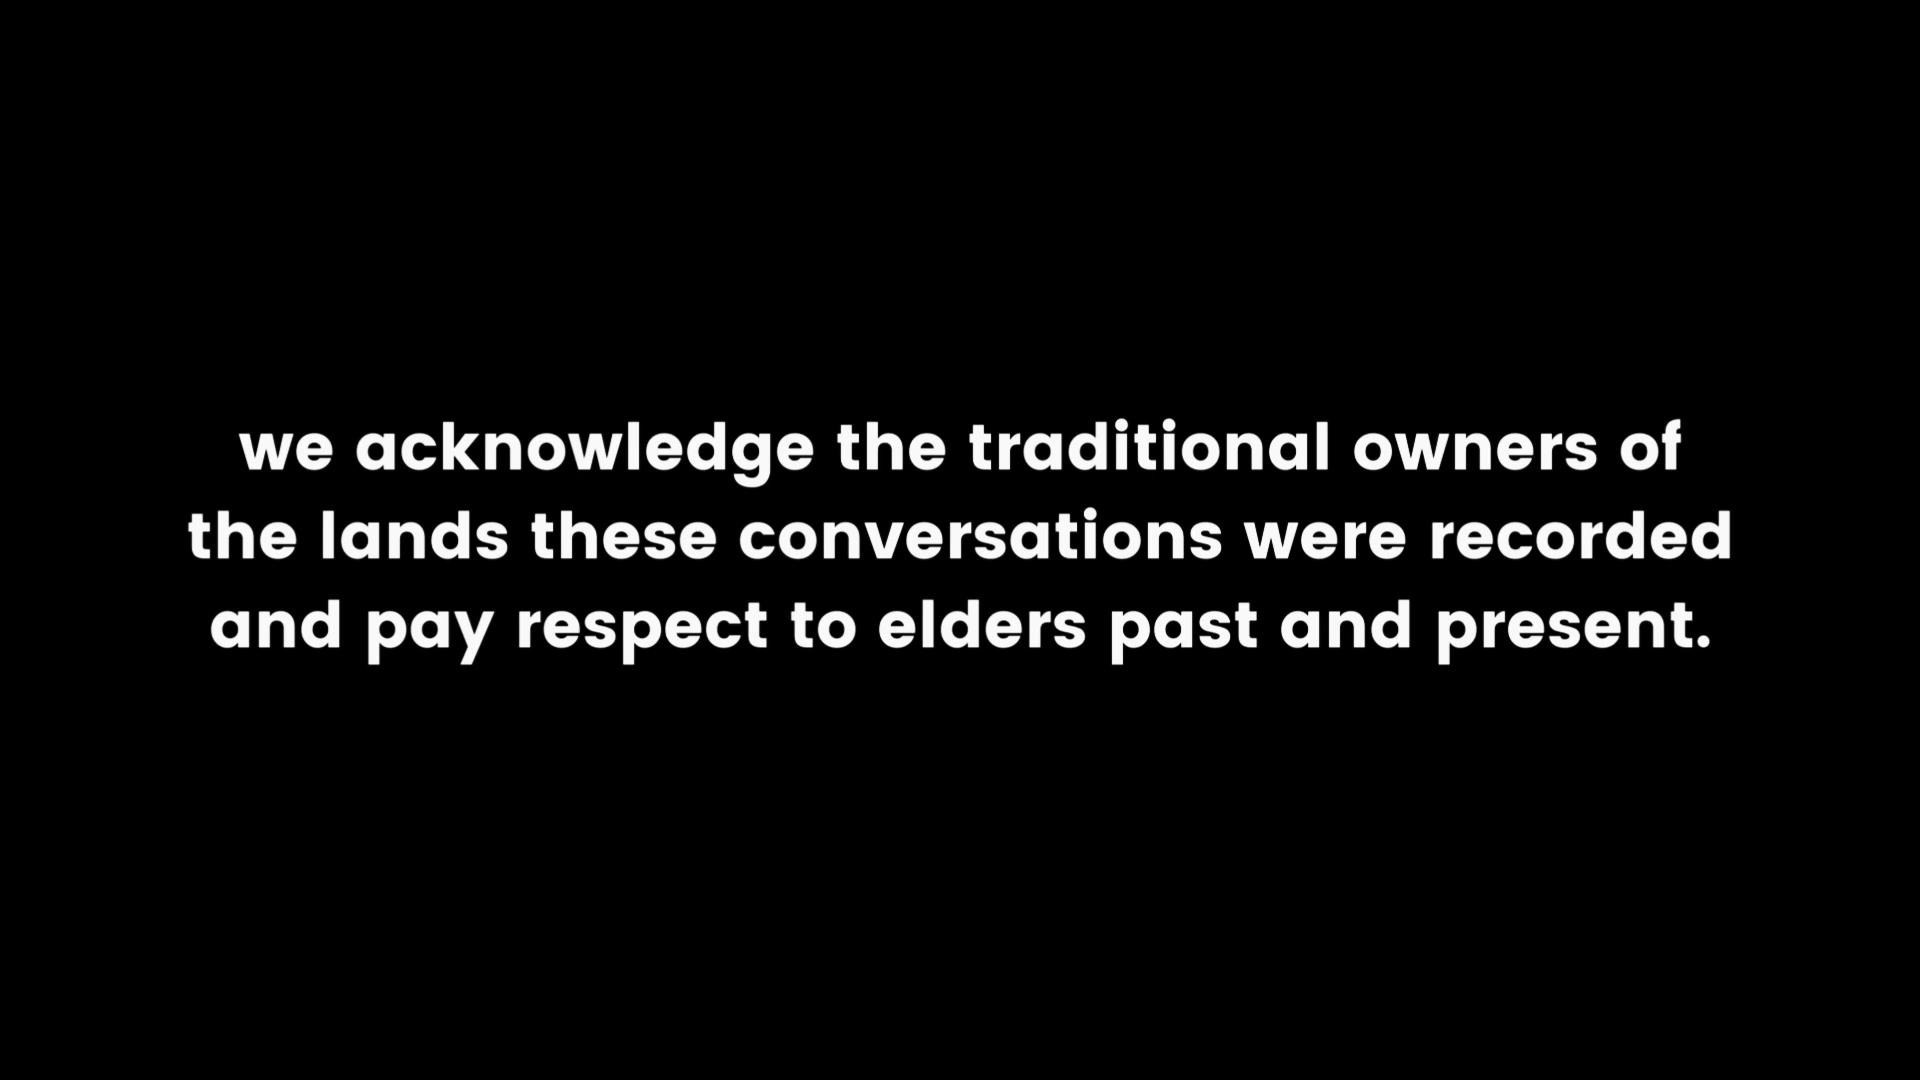 we acknowledge the traditional owners of
the lands these conversations were recorded
and pay respect to elders past and present.